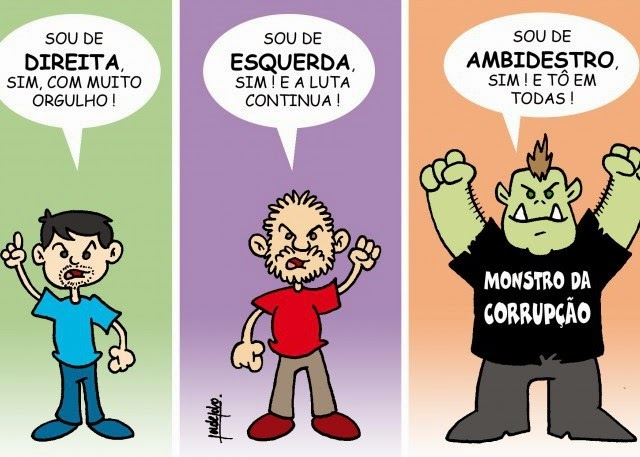 SOU DE
DIREITA,
SIM, COM MUITO
ORGULHO !
SOU DE
ESQUERDA,
SIM ! E A LUTA
CONTINUA !
SOU DE
AMBIDESTRO,
SIM ! E TÔ EM
TODAS !
MONSTRO DA
CORRUPÇÃO